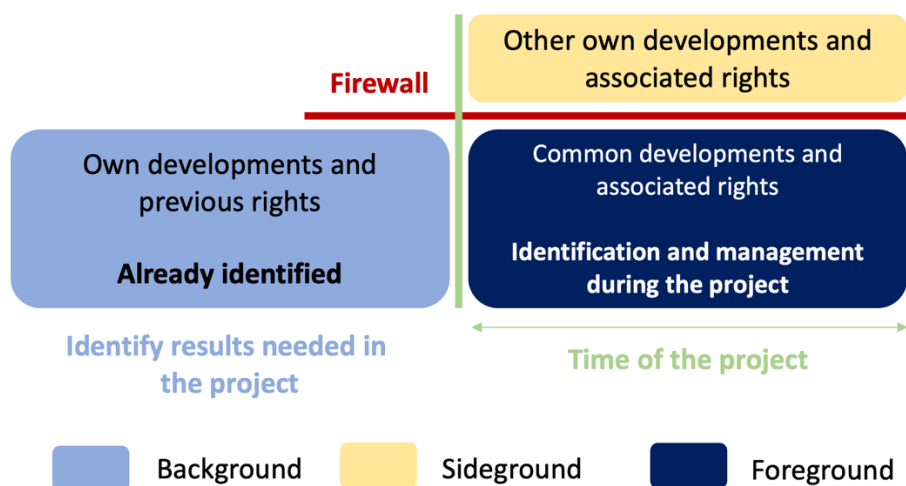 Other own developments and
associated rights
Firewall
Own developments and
previous rights
Already identified
Common developments and
associated rights
Identification and management
during the project
Identify results needed in
the project
Time of the project
Background
Sideground
Foreground